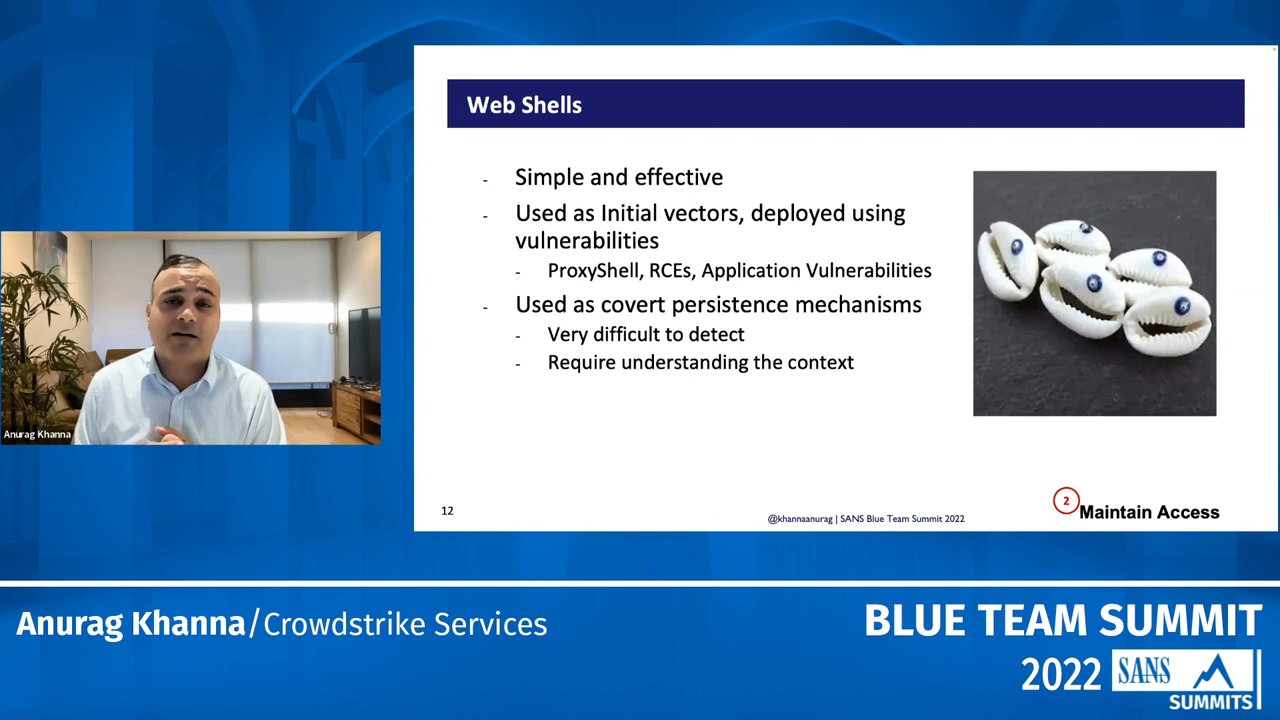 Web Shells
- Simple and effective
- Used as Initial vectors, deployed using
vulnerabilities
- ProxyShell, RCEs, Application Vulnerabilities
- Used as covert persistence mechanisms
- Very difficult to detect
- Require understanding the context
12
@khannaanurag | SANS Blue Team Summit 2022
2 Maintain Access
Anurag Khanna
Anurag Khanna/Crowdstrike Services
BLUE TEAM SUMMIT
2022 SANS
SUMMITS